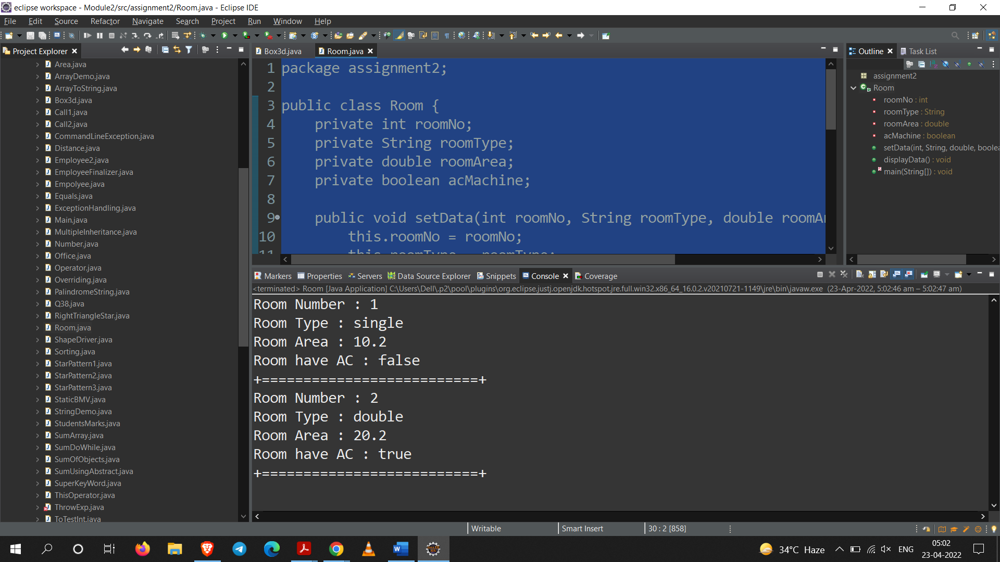 eclipse workspace - Module2/src/assignment2/Room.java - Eclipse IDE
File Edit Source Refactor Navigate Search Project Run Window Help
Project Explorer
Area.java
ArrayDemo.java
ArrayToString.java
Box3d.java
Call1.java
Call2.java
CommandLineException.java
Distance.java
Employee2.java
EmployeeFinalizer.java
Empolyee.java
Equals.java
ExceptionHandling.java
Main.java
MultipleInheritance.java
Number.java
Office.java
Operator.java
Overriding.java
PalindromeString.java
Q38.java
RightTriangleStar.java
Room.java
ShapeDriver.java
Sorting.java
StarPattern1.java
StarPattern2.java
StarPattern3.java
StaticBMV.java
StringDemo.java
StudentsMarks.java
SumArray.java
SumDoWhile.java
SumOfObjects.java
SumUsingAbstract.java
SuperKeyWord.java
ThisOperator.java
ThrowExp.java
ToTestInt.java
Box3d.java Room.java
1 package assignment2;
2
3 public class Room {
4 private int roomNo;
5 private String roomType;
6 private double roomArea;
7 private boolean acMachine;
8
9 public void setData(int roomNo, String roomType, double roomAr
10 this.roomNo = roomNo;
11 this.roomType = roomType;
Outline Task List
assignment2
Room
roomNo : int
roomType : String
roomArea : double
acMachine : boolean
setData(int, String, double, boolea
displayData() : void
main(String[]) : void
Markers Properties Servers Data Source Explorer Snippets Console Coverage
<terminated> Room [Java Application] C:\Users\Dell\.p2\pool\plugins\org.eclipse.justj.openjdk.hotspot.jre.full.win32.x86_64_16.0.2.v20210721-1149\jre\bin\javaw.exe (23-Apr-2022, 5:02:46 am – 5:02:47 am)
Room Number : 1
Room Type : single
Room Area : 10.2
Room have AC : false
+==========================+
Room Number : 2
Room Type : double
Room Area : 20.2
Room have AC : true
+==========================+
Writable Smart Insert 30 : 2 [858]
34°C Haze ENG 05:02
23-04-2022